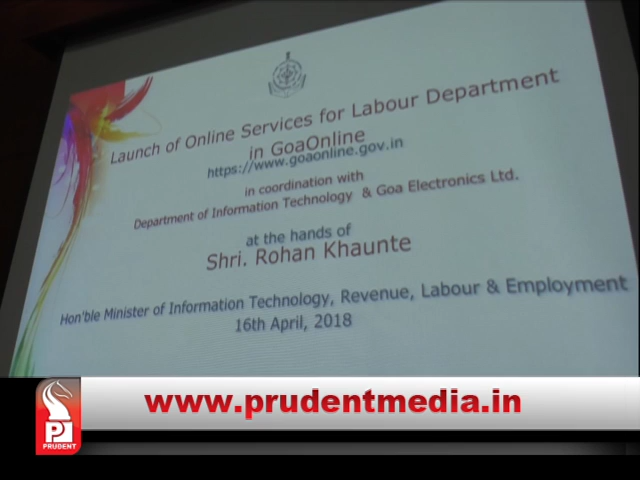 Launch of Online Services for Labour Department
in GoaOnline
https://www.goaonline.gov.in
in coordination with
Department of Information Technology & Goa Electronics Ltd.
at the hands of
Shri. Rohan Khaunte
Hon'ble Minister of Information Technology, Revenue, Labour & Employment
16th April, 2018
www.prudentmedia.in
P
PRUDENT